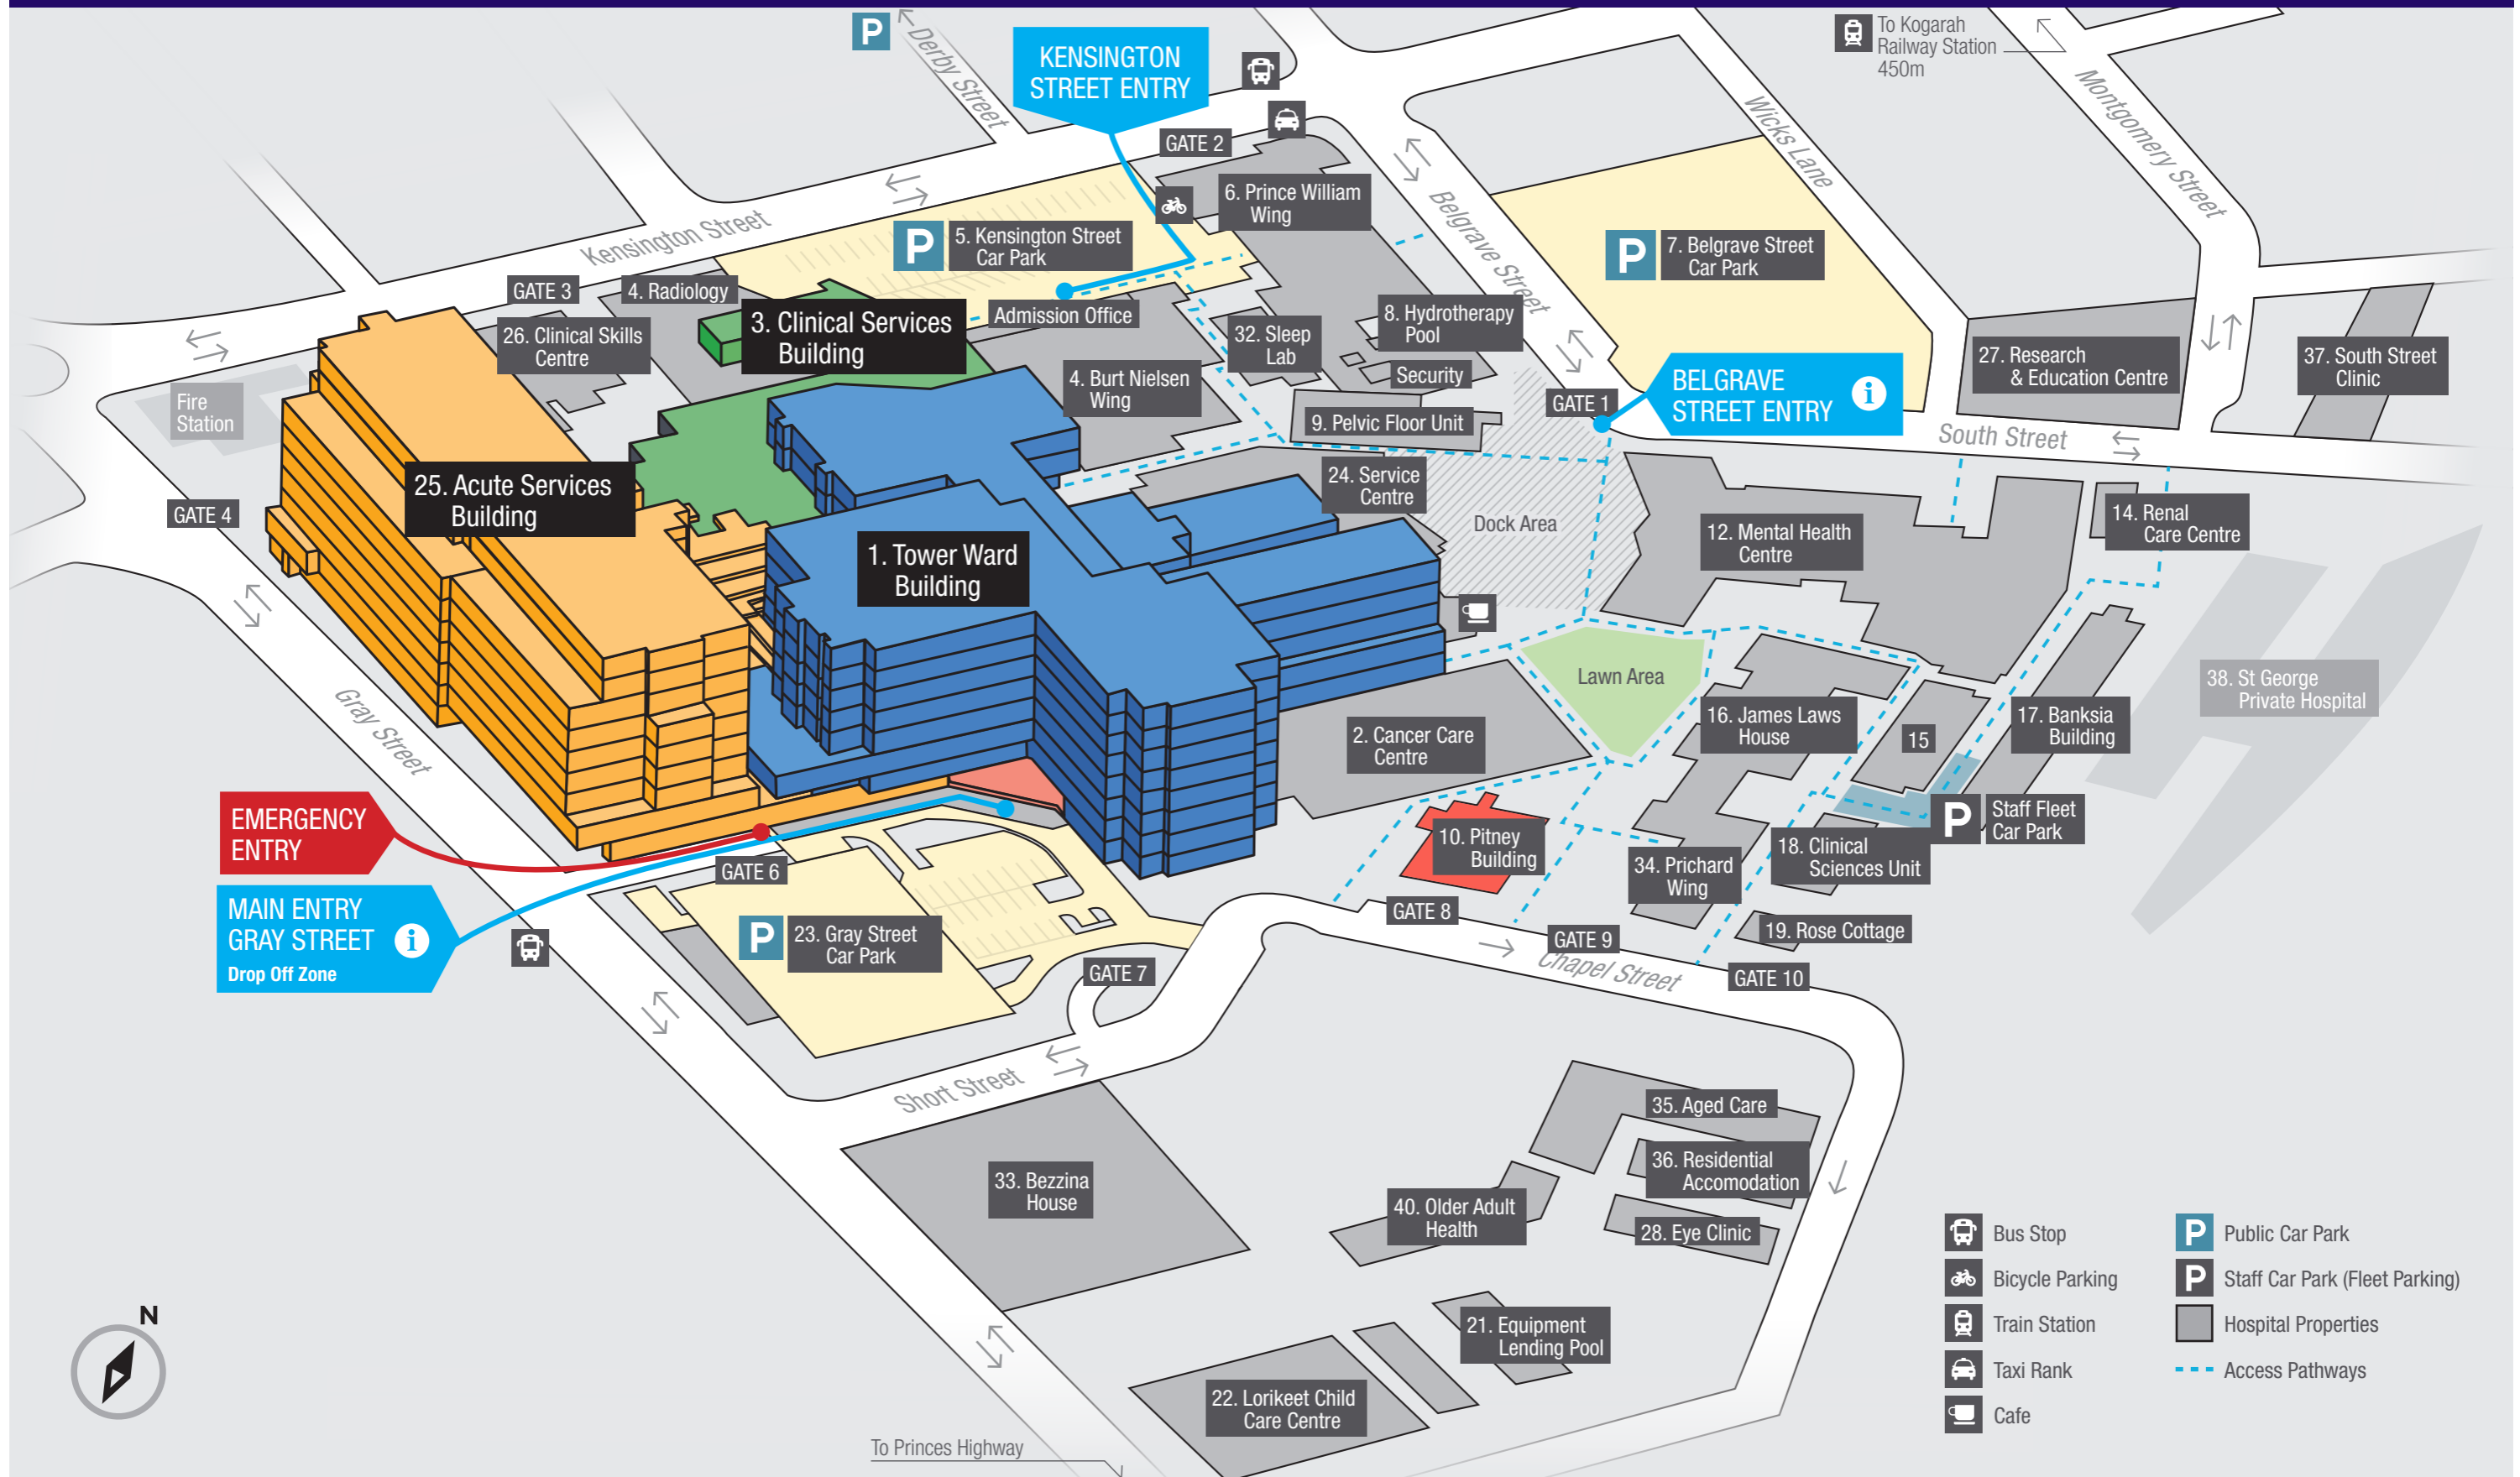 P
Derby Street
KENSINGTON
STREET ENTRY
To Kogarah
Railway Station
450m
Montgomery Street
Wicks Lane
GATE 2
Belgrave Street
6. Prince William
Wing
Kensington Street
P
5. Kensington Street
Car Park
P
7. Belgrave Street
Car Park
GATE 3
4. Radiology
Admission Office
3. Clinical Services
Building
26. Clinical Skills
Centre
32. Sleep
Lab
8. Hydrotherapy
Pool
Security
4. Burt Nielsen
Wing
9. Pelvic Floor Unit
GATE 1
BELGRAVE
STREET ENTRY
i
27. Research
& Education Centre
37. South Street
Clinic
South Street
Fire
Station
25. Acute Services
Building
GATE 4
24. Service
Centre
Dock Area
12. Mental Health
Centre
14. Renal
Care Centre
1. Tower Ward
Building
Lawn Area
38. St George
Private Hospital
Gray Street
2. Cancer Care
Centre
16. James Laws
House
15
17. Banksia
Building
EMERGENCY
ENTRY
GATE 6
10. Pitney
Building
34. Prichard
Wing
18. Clinical
Sciences Unit
P
Staff Fleet
Car Park
MAIN ENTRY
GRAY STREET
i
Drop Off Zone
P
23. Gray Street
Car Park
GATE 7
GATE 8
GATE 9
19. Rose Cottage
Chapel Street
GATE 10
Short Street
33. Bezzina
House
35. Aged Care
36. Residential
Accomodation
40. Older Adult
Health
28. Eye Clinic
21. Equipment
Lending Pool
22. Lorikeet Child
Care Centre
To Princes Highway
N
Bus Stop
Bicycle Parking
Train Station
Taxi Rank
Cafe
P
Public Car Park
P
Staff Car Park (Fleet Parking)
Hospital Properties
Access Pathways